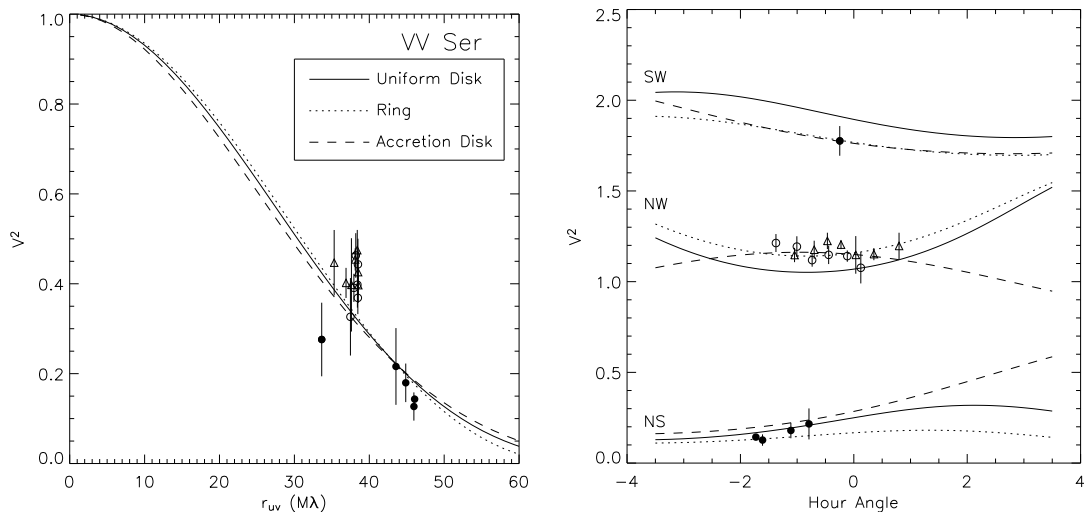 VV Ser
Uniform Disk
Ring
Accretion Disk
1.0
0.8
0.6
0.4
0.2
0.0
V²
0 10 20 30 40 50 60
r_uv (Mλ)
2.5
2.0
1.5
1.0
0.5
0.0
V²
SW
NW
NS
−4 −2 0 2 4
Hour Angle